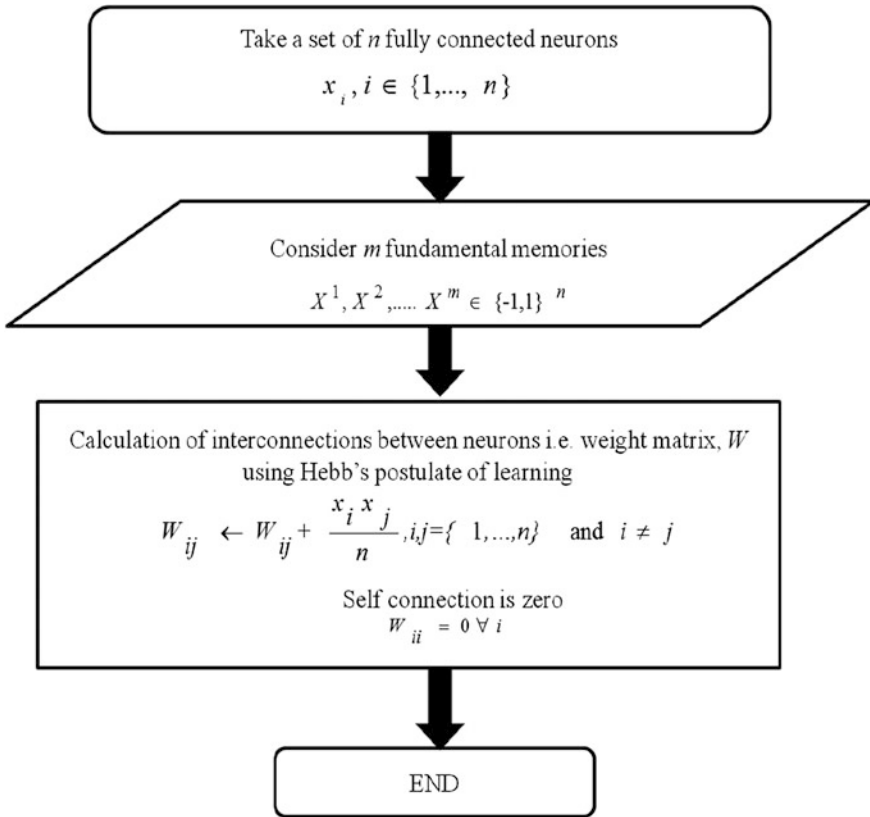 Take a set of n fully connected neurons
x_i, i ∈ {1,..., n}
Consider m fundamental memories
X^1, X^2,..... X^m ∈ {-1,1}^n
Calculation of interconnections between neurons i.e. weight matrix, W
using Hebb's postulate of learning
W_ij ← W_ij + x_i x_j / n ,i,j={ 1,...,n} and i ≠ j
Self connection is zero
W_ii = 0 ∀ i
END